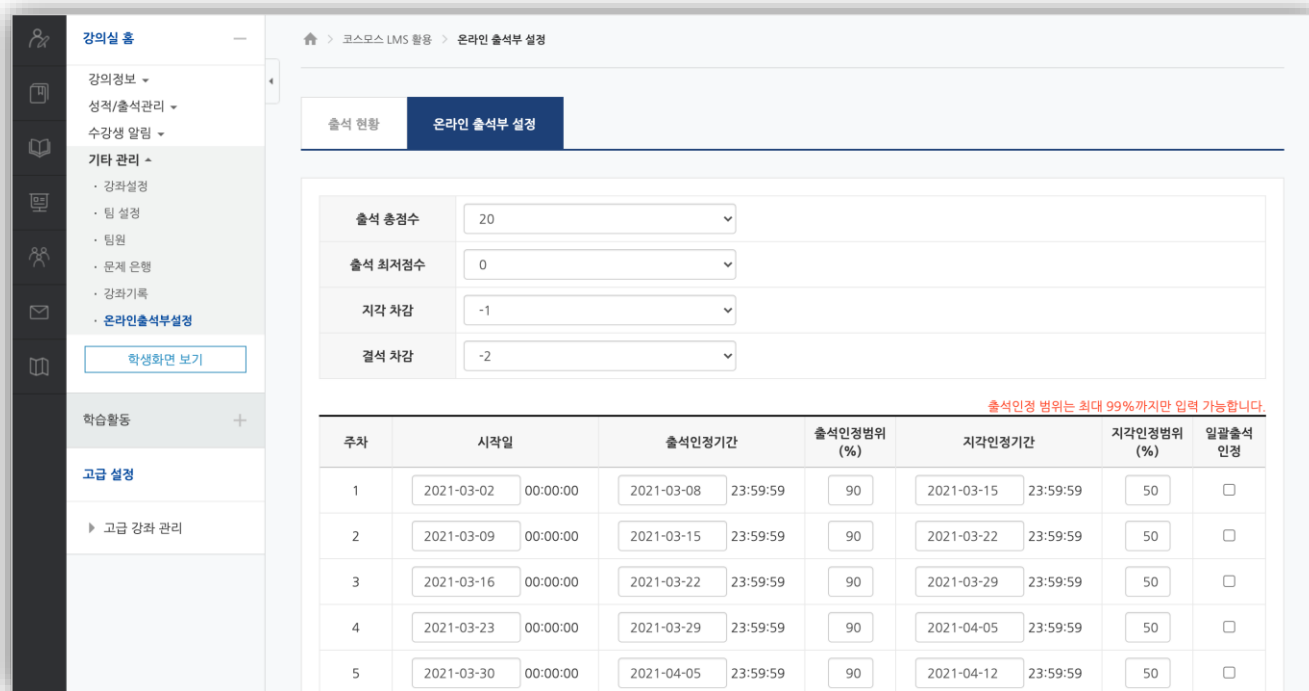 강의실 홈
강의정보
성적/출석관리
수강생 알림
기타 관리
· 강좌설정
· 팀 설정
· 팀원
· 문제 은행
· 강좌기록
· 온라인출석부설정
학생화면 보기
학습활동
고급 설정
고급 강좌 관리
코스모스 LMS 활용 > 온라인 출석부 설정
출석 현황 온라인 출석부 설정
출석 총점수 20
출석 최저점수 0
지각 차감 -1
결석 차감 -2
출석인정 범위는 최대 99%까지만 입력 가능합니다.
주차 시작일 출석인정기간 출석인정범위 (%) 지각인정기간 지각인정범위 (%) 일괄출석 인정
1 2021-03-02 00:00:00 2021-03-08 23:59:59 90 2021-03-15 23:59:59 50
2 2021-03-09 00:00:00 2021-03-15 23:59:59 90 2021-03-22 23:59:59 50
3 2021-03-16 00:00:00 2021-03-22 23:59:59 90 2021-03-29 23:59:59 50
4 2021-03-23 00:00:00 2021-03-29 23:59:59 90 2021-04-05 23:59:59 50
5 2021-03-30 00:00:00 2021-04-05 23:59:59 90 2021-04-12 23:59:59 50